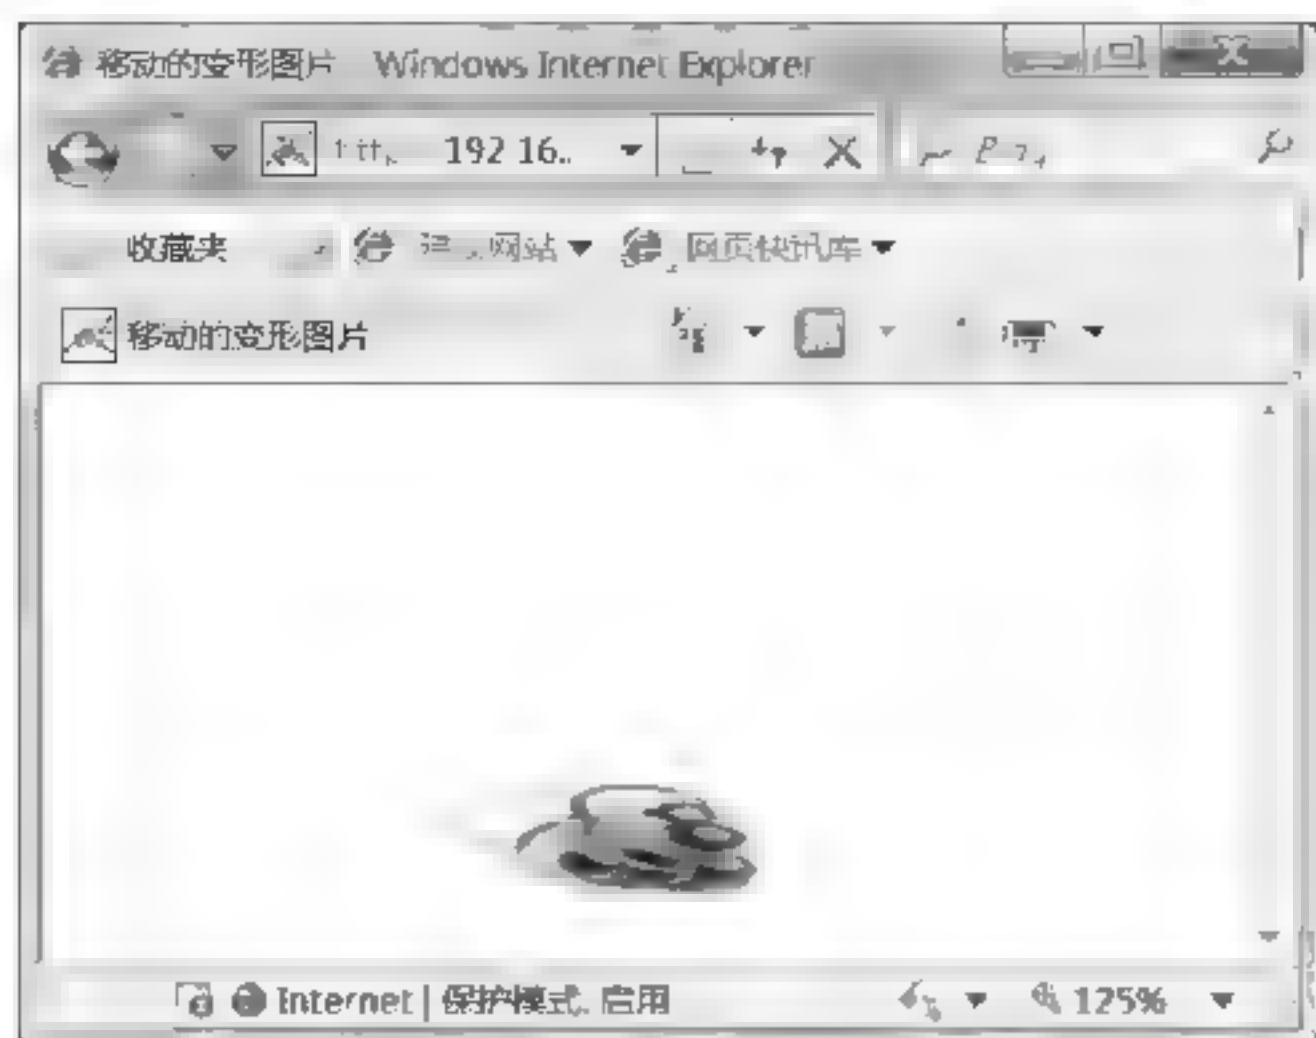 移动的变形图片 Windows Internet Explorer
192 16..
收藏夹 网站 网页快讯库
移动的变形图片
Internet | 保护模式: 启用 125%